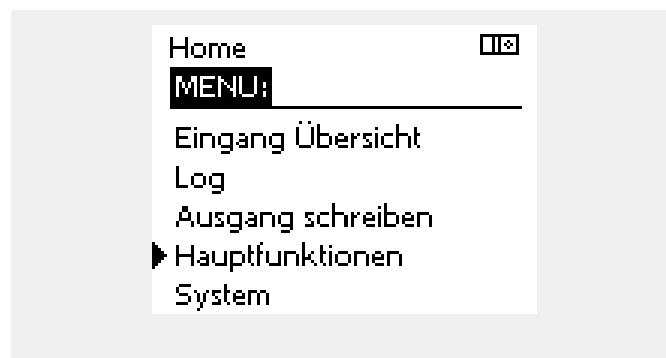 Home
MENU:
Eingang Übersicht
Log
Ausgang schreiben
Hauptfunktionen
System